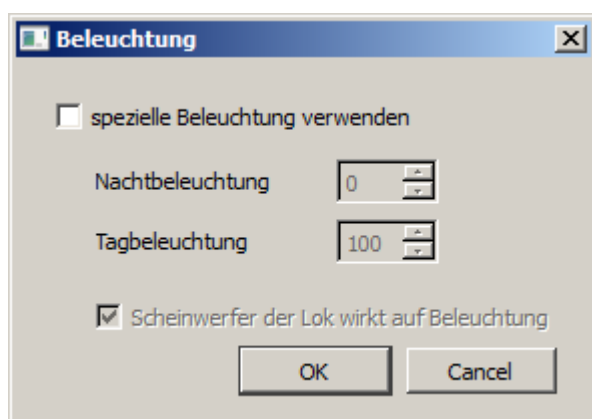 Beleuchtung
spezielle Beleuchtung verwenden
Nachtbeleuchtung 0
Tagbeleuchtung 100
Scheinwerfer der Lok wirkt auf Beleuchtung
OK Cancel